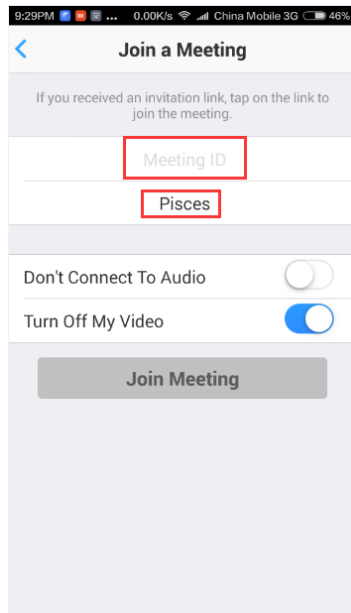 9:29PM ... 0.00K/s China Mobile 3G 46%
Join a Meeting
If you received an invitation link, tap on the link to
join the meeting.
Meeting ID
Pisces
Don't Connect To Audio
Turn Off My Video
Join Meeting